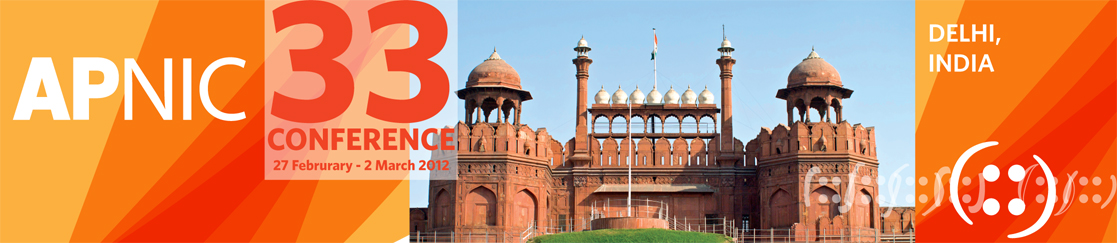 APNIC
33
CONFERENCE
27 Februrary - 2 March 2012
DELHI,
INDIA